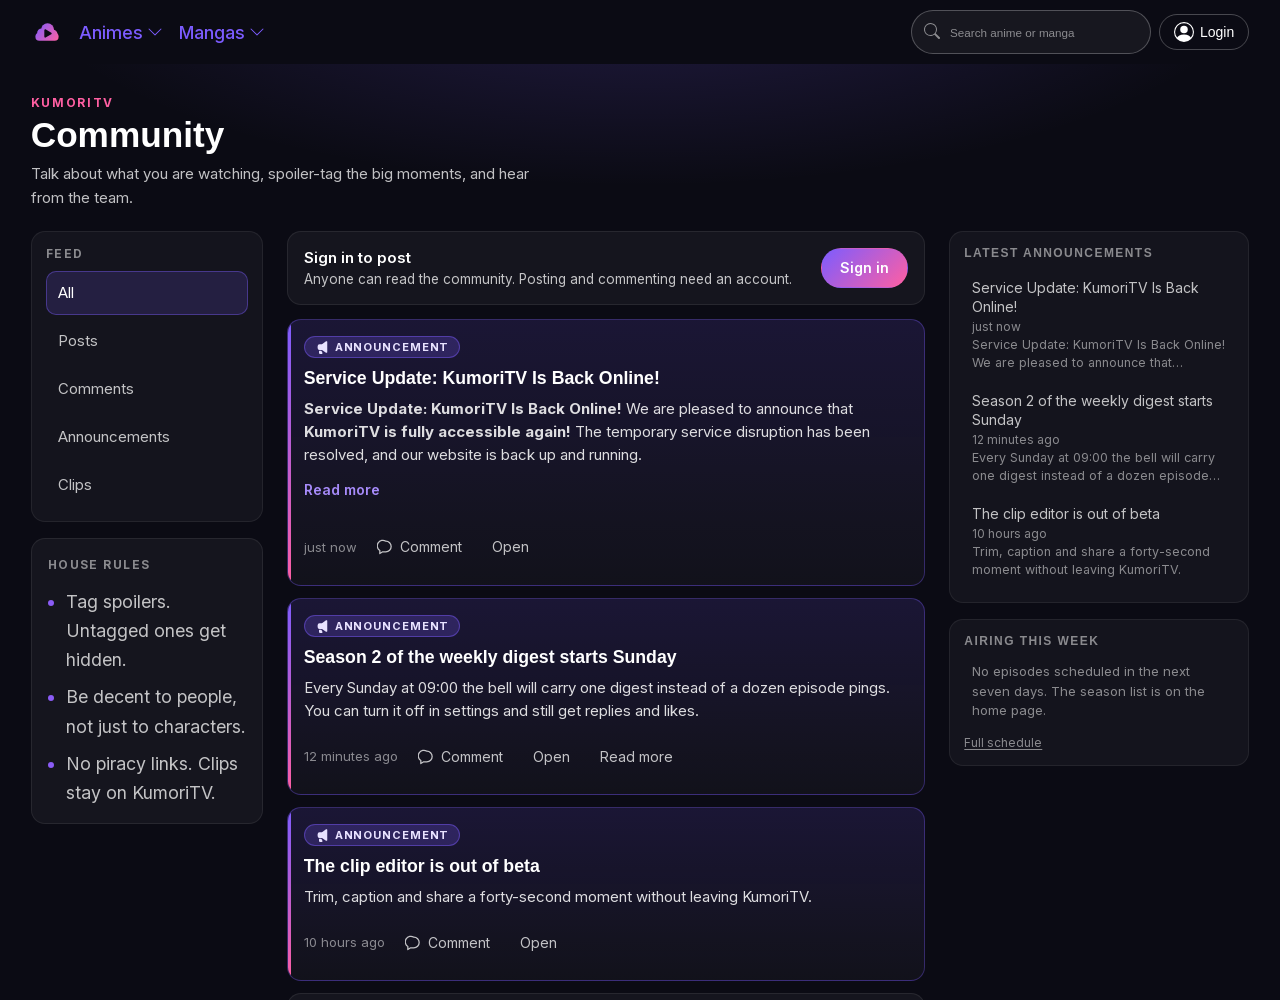 Animes
Mangas
Search anime or manga
Login
KUMORITV
Community
Talk about what you are watching, spoiler-tag the big moments, and hear
from the team.
FEED
All
Posts
Comments
Announcements
Clips
HOUSE RULES
Tag spoilers.
Untagged ones get
hidden.
Be decent to people,
not just to characters.
No piracy links. Clips
stay on KumoriTV.
Sign in to post
Anyone can read the community. Posting and commenting need an account.
Sign in
ANNOUNCEMENT
Service Update: KumoriTV Is Back Online!
Service Update: KumoriTV Is Back Online! We are pleased to announce that
KumoriTV is fully accessible again! The temporary service disruption has been
resolved, and our website is back up and running.
Read more
just now
Comment
Open
ANNOUNCEMENT
Season 2 of the weekly digest starts Sunday
Every Sunday at 09:00 the bell will carry one digest instead of a dozen episode pings.
You can turn it off in settings and still get replies and likes.
12 minutes ago
Comment
Open
Read more
ANNOUNCEMENT
The clip editor is out of beta
Trim, caption and share a forty-second moment without leaving KumoriTV.
10 hours ago
Comment
Open
LATEST ANNOUNCEMENTS
Service Update: KumoriTV Is Back
Online!
just now
Service Update: KumoriTV Is Back Online!
We are pleased to announce that…
Season 2 of the weekly digest starts
Sunday
12 minutes ago
Every Sunday at 09:00 the bell will carry
one digest instead of a dozen episode…
The clip editor is out of beta
10 hours ago
Trim, caption and share a forty-second
moment without leaving KumoriTV.
AIRING THIS WEEK
No episodes scheduled in the next
seven days. The season list is on the
home page.
Full schedule